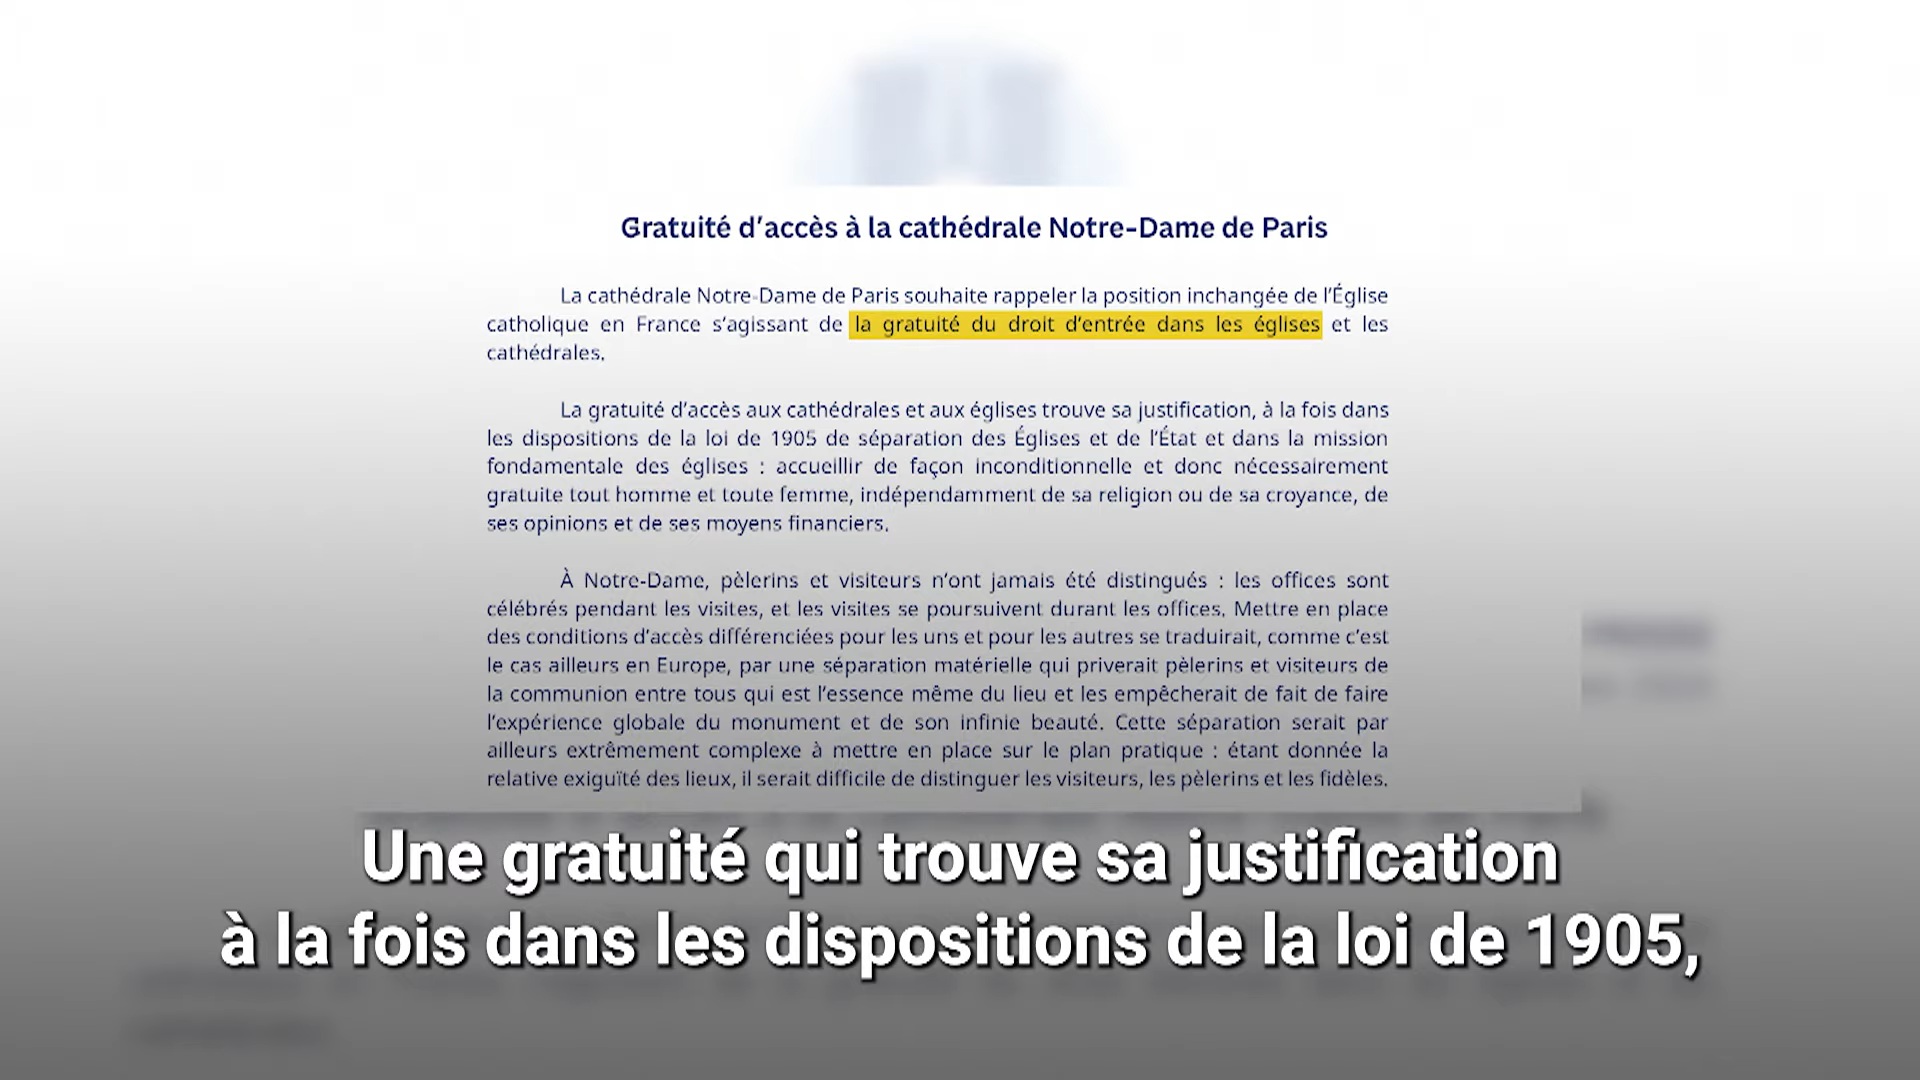 Gratuité d'accès à la cathédrale Notre-Dame de Paris
La cathédrale Notre-Dame de Paris souhaite rappeler la position inchangée de l'Église
catholique en France s'agissant de la gratuité du droit d'entrée dans les églises et les
cathédrales.
La gratuité d'accès aux cathédrales et aux églises trouve sa justification, à la fois dans
les dispositions de la loi de 1905 de séparation des Églises et de l'État et dans la mission
fondamentale des églises : accueillir de façon inconditionnelle et donc nécessairement
gratuite tout homme et toute femme, indépendamment de sa religion ou de sa croyance, de
ses opinions et de ses moyens financiers.
À Notre-Dame, pèlerins et visiteurs n'ont jamais été distingués : les offices sont
célébrés pendant les visites, et les visites se poursuivent durant les offices. Mettre en place
des conditions d'accès différenciées pour les uns et pour les autres se traduirait, comme c'est
le cas ailleurs en Europe, par une séparation matérielle qui priverait pèlerins et visiteurs de
la communion entre tous qui est l'essence même du lieu et les empêcherait de fait de faire
l'expérience globale du monument et de son infinie beauté. Cette séparation serait par
ailleurs extrêmement complexe à mettre en place sur le plan pratique : étant donnée la
relative exiguïté des lieux, il serait difficile de distinguer les visiteurs, les pèlerins et les fidèles.
Une gratuité qui trouve sa justification
à la fois dans les dispositions de la loi de 1905,